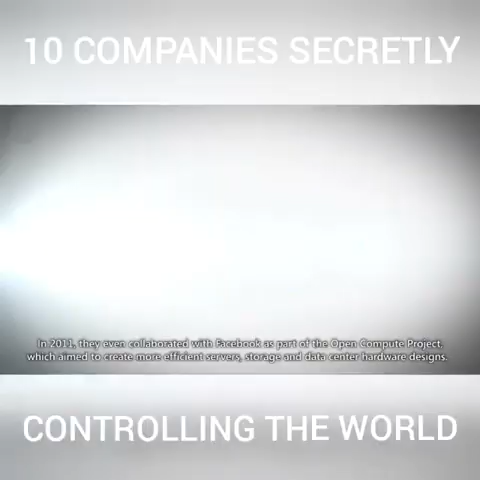 10 COMPANIES SECRETLY
In 2011, they even collaborated with Facebook as part of the Open Compute Project,
which aimed to create more efficient servers, storage and data center hardware designs.
CONTROLLING THE WORLD